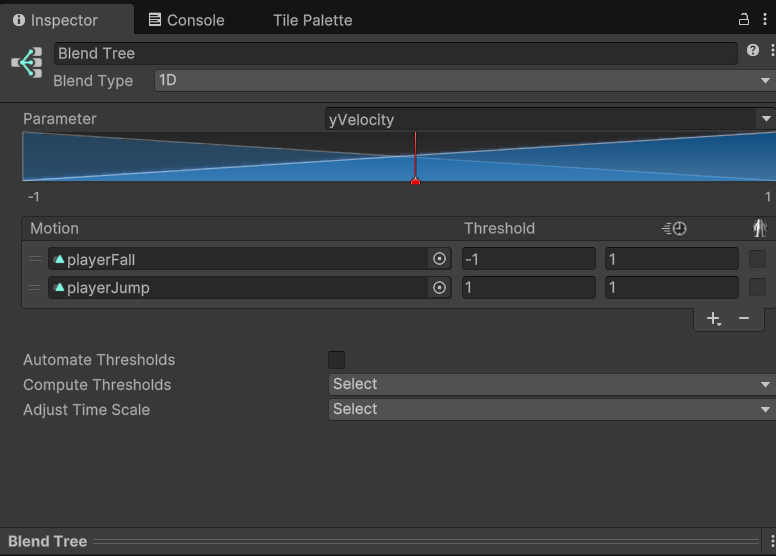 Inspector Console Tile Palette
Blend Tree
Blend Type 1D
Parameter yVelocity
-1 1
Motion Threshold
playerFall -1 1
playerJump 1 1
Automate Thresholds
Compute Thresholds Select
Adjust Time Scale Select
Blend Tree